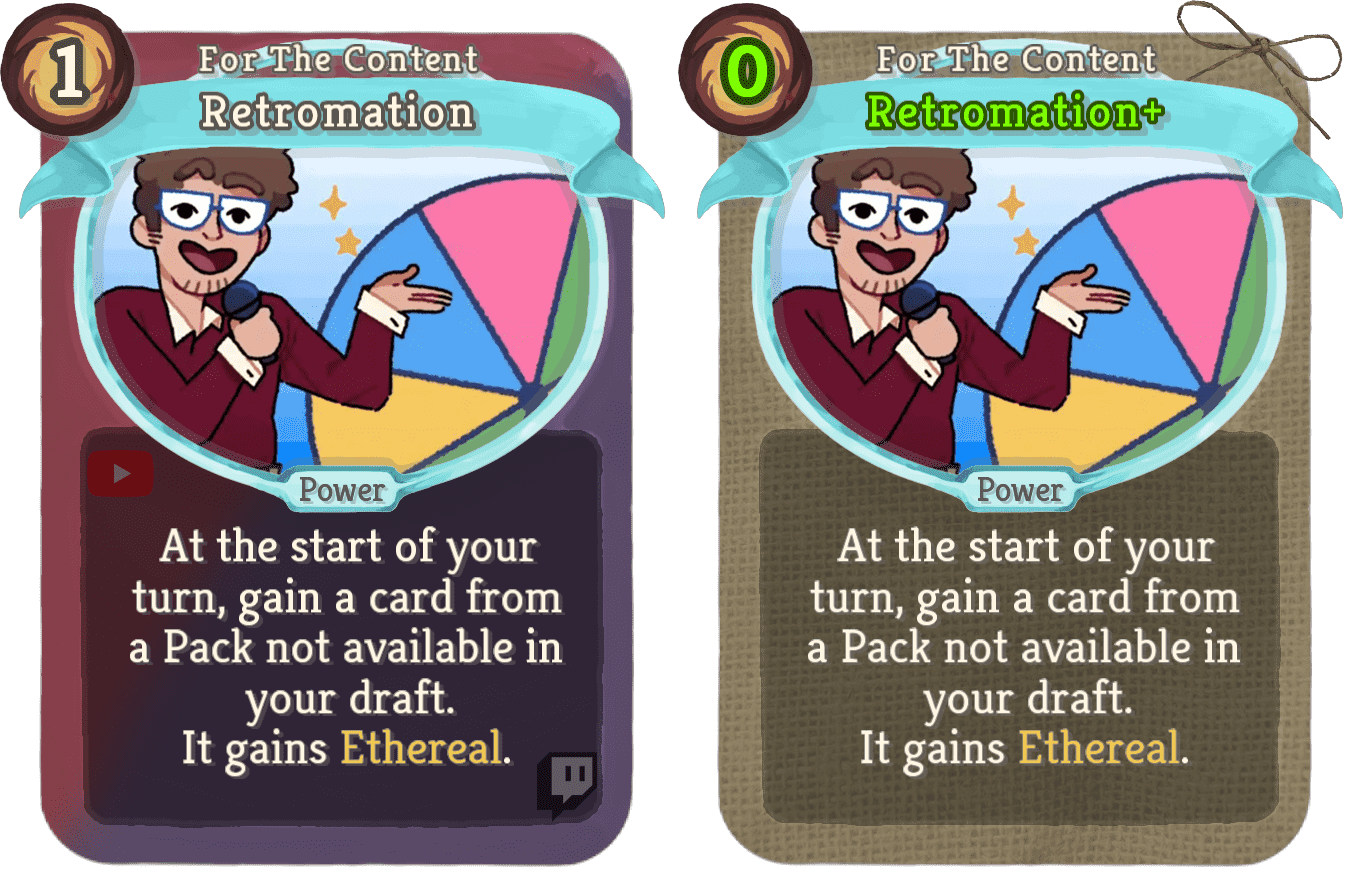 1
For The Content
Retromation
Power
At the start of your
turn, gain a card from
a Pack not available in
your draft.
It gains Ethereal.
0
For The Content
Retromation+
Power
At the start of your
turn, gain a card from
a Pack not available in
your draft.
It gains Ethereal.